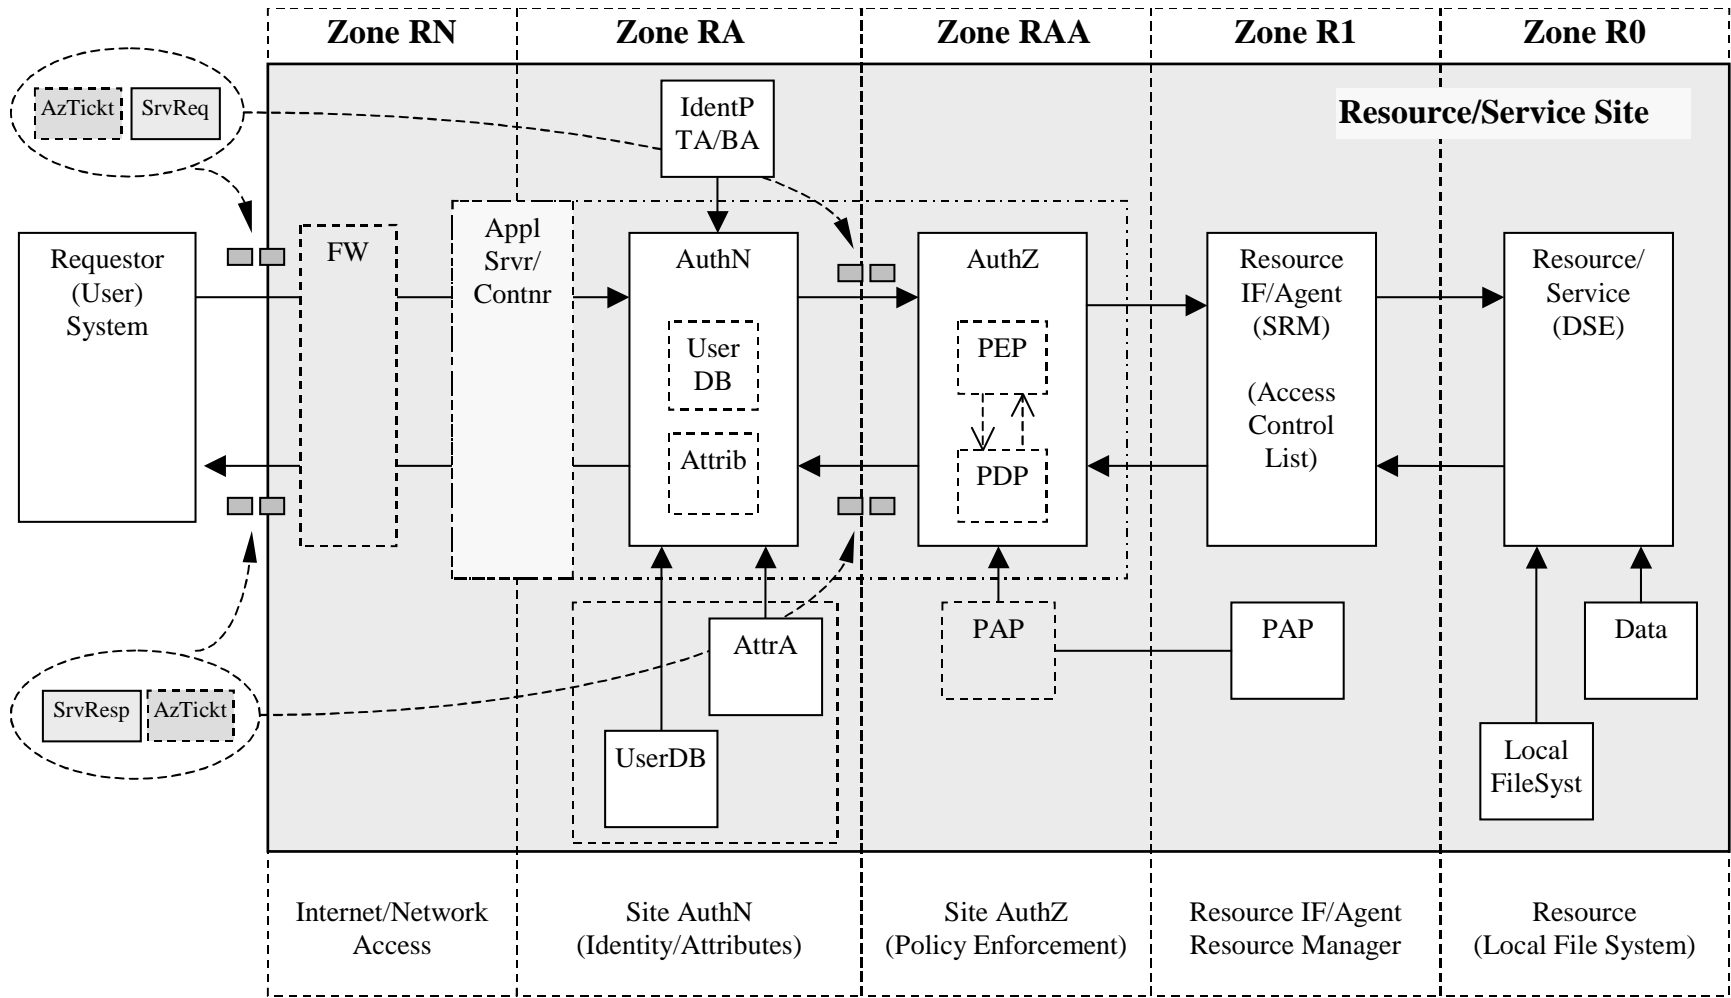 Zone RN
Zone RA
Zone RAA
Zone R1
Zone R0
AzTickt
SrvReq
IdentP
TA/BA
Resource/Service Site
Requestor
(User)
System
FW
Appl
Srvr/
Contnr
AuthN
User
DB
Attrib
AuthZ
PEP
PDP
Resource
IF/Agent
(SRM)
(Access
Control
List)
Resource/
Service
(DSE)
AttrA
PAP
PAP
Data
SrvResp
AzTickt
UserDB
Local
FileSyst
Internet/Network
Access
Site AuthN
(Identity/Attributes)
Site AuthZ
(Policy Enforcement)
Resource IF/Agent
Resource Manager
Resource
(Local File System)